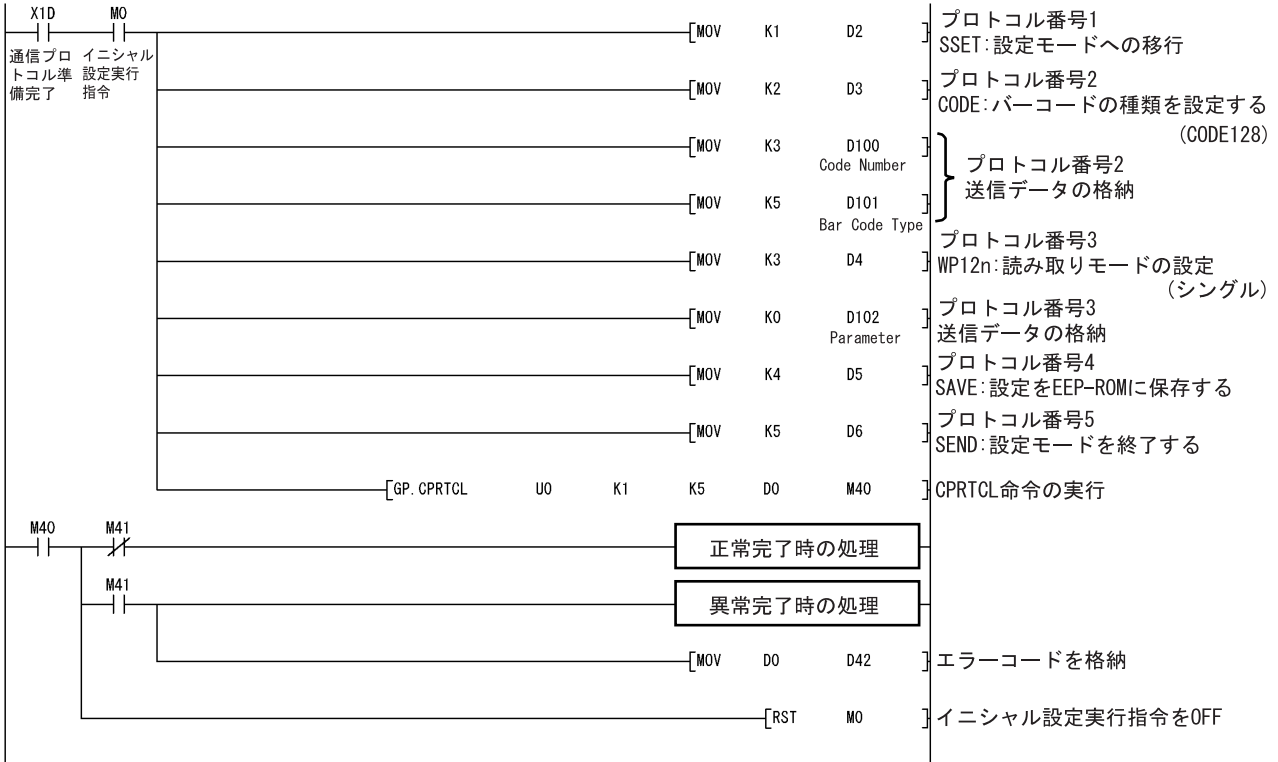 X1D M0
通信プロトコル準備完了
イニシャル設定実行指令
MOV K1 D2
プロトコル番号1
SSET:設定モードへの移行
MOV K2 D3
プロトコル番号2
CODE:バーコードの種類を設定する
(CODE128)
MOV K3 D100
Code Number
MOV K5 D101
Bar Code Type
プロトコル番号2
送信データの格納
MOV K3 D4
プロトコル番号3
WP12n:読み取りモードの設定
(シングル)
MOV K0 D102
Parameter
プロトコル番号3
送信データの格納
MOV K4 D5
プロトコル番号4
SAVE:設定をEEP-ROMに保存する
MOV K5 D6
プロトコル番号5
SEND:設定モードを終了する
GP.CPRTCL U0 K1 K5 D0 M40
CPRTCL命令の実行
M40 M41
正常完了時の処理
M41
異常完了時の処理
MOV D0 D42
エラーコードを格納
RST M0
イニシャル設定実行指令をOFF